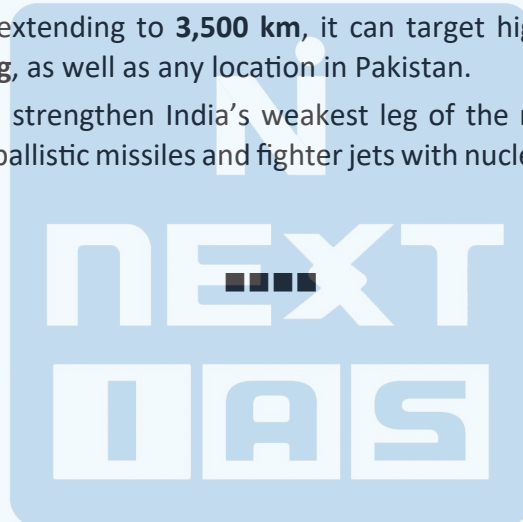 extending to 3,500 km, it can target hig
g, as well as any location in Pakistan.
strengthen India's weakest leg of the
ballistic missiles and fighter jets with nucle
NEXT
IAS